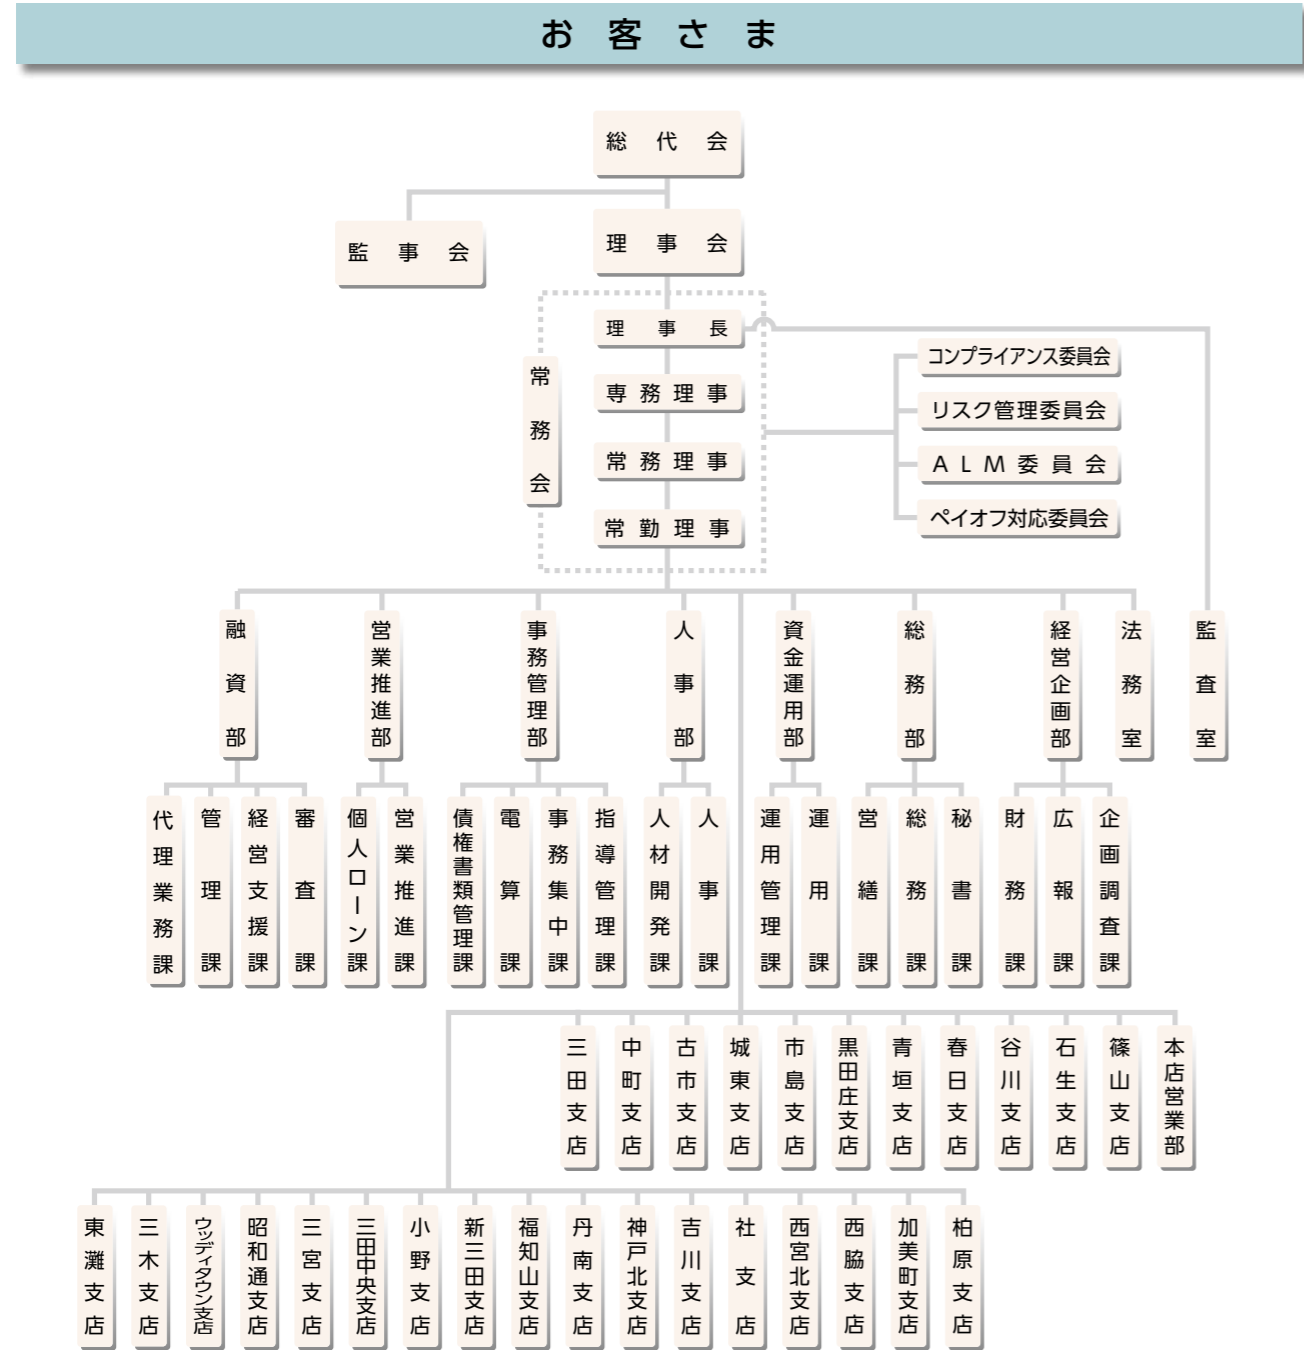 お客さま
総代会
監事会
理事会
理事長
専務理事
常務理事
常勤理事
常務会
コンプライアンス委員会
リスク管理委員会
ALM委員会
ペイオフ対応委員会
融資部
営業推進部
事務管理部
人事部
資金運用部
総務部
経営企画部
法務室
監査室
代理業務課
管理課
経営支援課
審査課
個人ローン課
営業推進課
債権書類管理課
電算課
事務集中課
指導管理課
人材開発課
人事課
運用管理課
運用課
営繕課
総務課
秘書課
財務課
広報課
企画調査課
三田支店
中町支店
古市支店
城東支店
市島支店
黒田庄支店
青垣支店
春日支店
谷川支店
石生支店
篠山支店
本店営業部
東灘支店
三木支店
ウッディタウン支店
昭和通支店
三宮支店
三田中央支店
小野支店
新三田支店
福知山支店
丹南支店
神戸北支店
吉川支店
社支店
西宮北支店
西脇支店
加美町支店
柏原支店